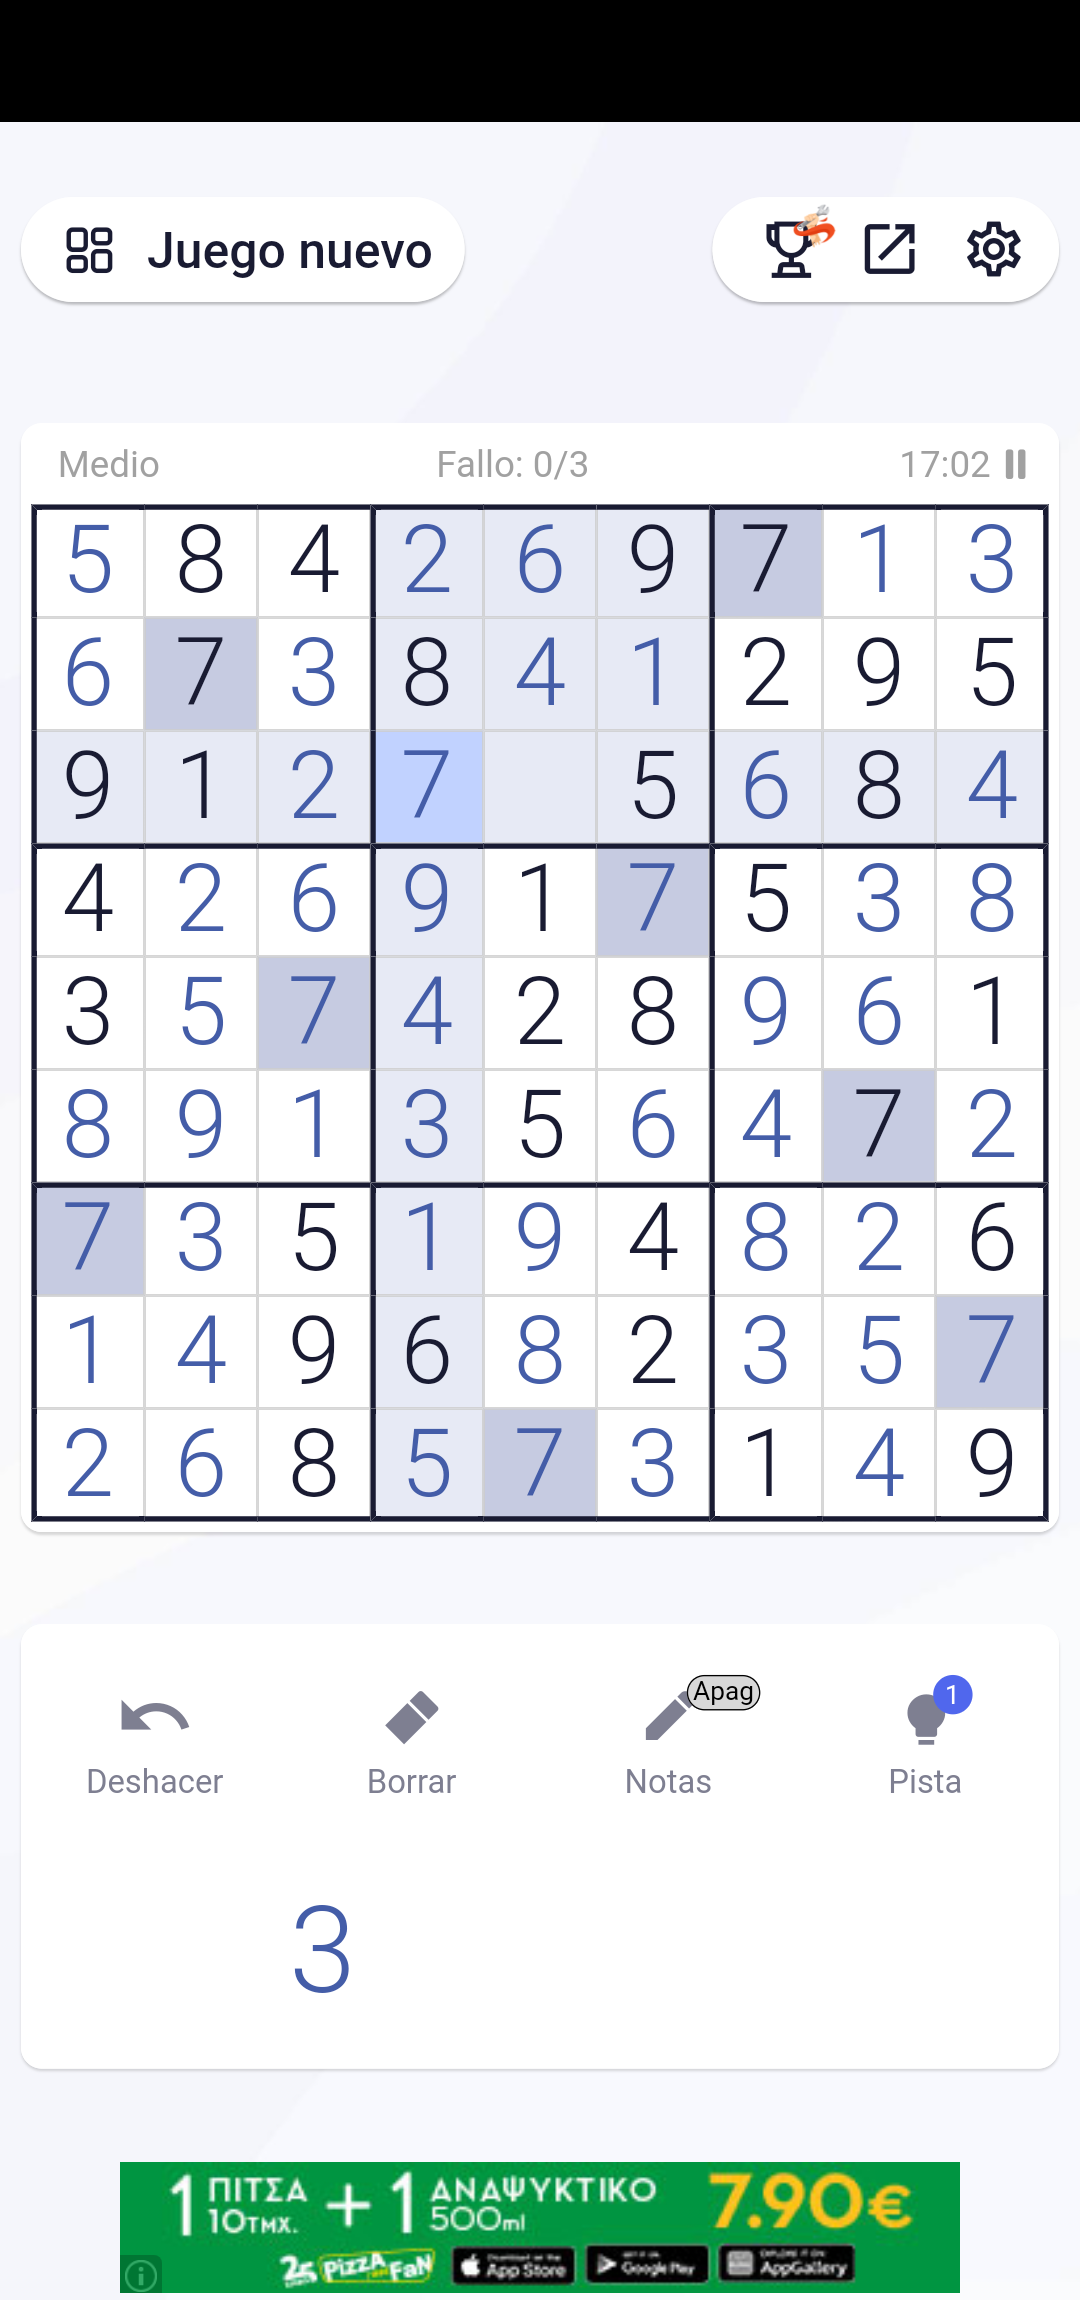 Juego nuevo
Medio Fallo: 0/3 17:02
5 8 4 2 6 9 7 1 3
6 7 3 8 4 1 2 9 5
9 1 2 7 5 6 8 4
4 2 6 9 1 7 5 3 8
3 5 7 4 2 8 9 6 1
8 9 1 3 5 6 4 7 2
7 3 5 1 9 4 8 2 6
1 4 9 6 8 2 3 5 7
2 6 8 5 7 3 1 4 9
Apag 1
Deshacer Borrar Notas Pista
3
1 ΠΙΤΣΑ 10ΤΜΧ. + 1 ΑΝΑΨΥΚΤΙΚΟ 500ml 7.90€
25 Pizza Fan App Store Google Play AppGallery